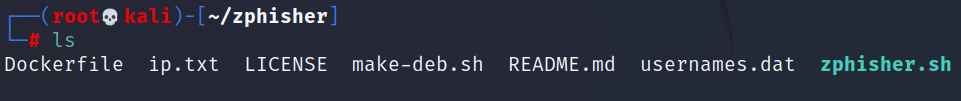 (root💀kali)-[~/zphisher]
# ls
Dockerfile ip.txt LICENSE make-deb.sh README.md usernames.dat zphisher.sh